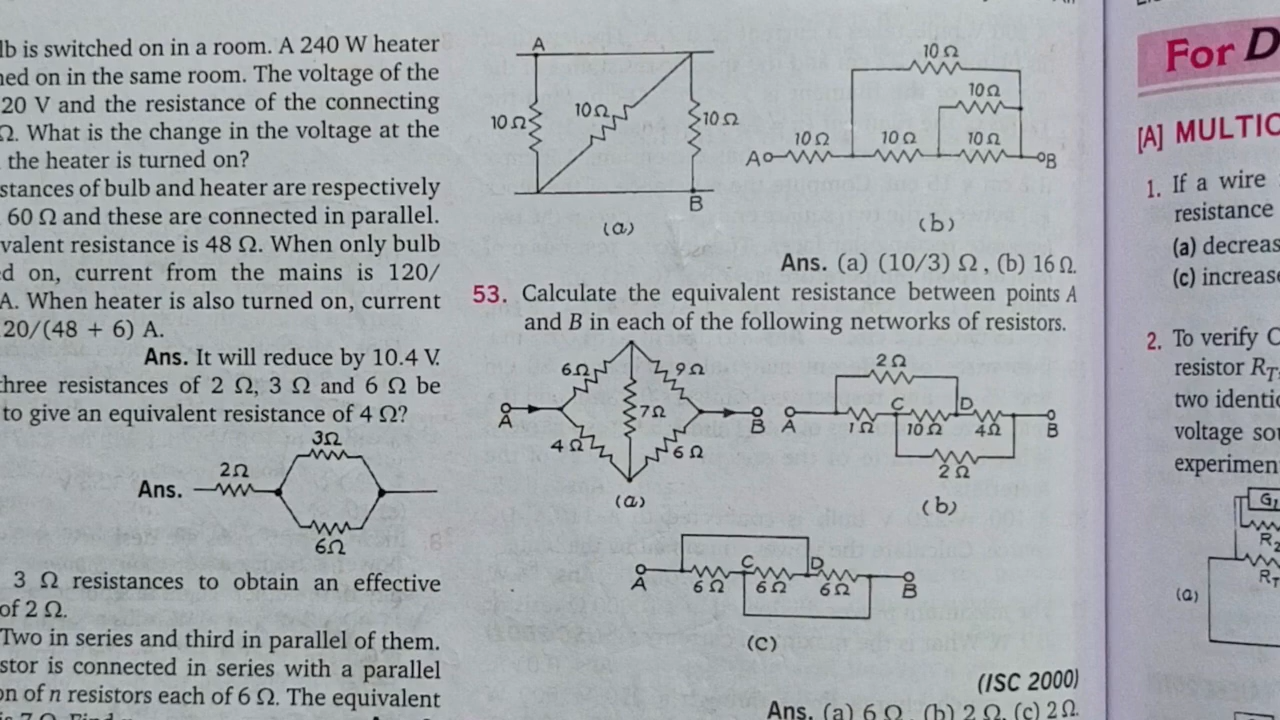 lb is switched on in a room. A 240 W heater
ned on in the same room. The voltage of the
20 V and the resistance of the connecting
Ω. What is the change in the voltage at the
the heater is turned on?
stances of bulb and heater are respectively
60 Ω and these are connected in parallel.
valent resistance is 48 Ω. When only bulb
d on, current from the mains is 120/
A. When heater is also turned on, current
20/(48 + 6) A.
Ans. It will reduce by 10.4 V.
three resistances of 2 Ω, 3 Ω and 6 Ω be
to give an equivalent resistance of 4 Ω?
3Ω
2Ω
Ans.
6Ω
3 Ω resistances to obtain an effective
of 2 Ω.
Two in series and third in parallel of them.
stor is connected in series with a parallel
on of n resistors each of 6 Ω. The equivalent
A
10Ω
10Ω
10Ω
B
(a)
10Ω
10Ω
A 10Ω 10Ω 10Ω B
(b)
Ans. (a) (10/3) Ω, (b) 16 Ω.
53. Calculate the equivalent resistance between points A
and B in each of the following networks of resistors.
6Ω 9Ω
A 7Ω B
4Ω 6Ω
(a)
2Ω
A 1Ω C 10Ω D 4Ω B
2Ω
(b)
A 6Ω C 6Ω D 6Ω B
(C)
(ISC 2000)
Ans. (a) 6 Ω, (b) 2 Ω, (c) 2 Ω.
For D
[A] MULTIC
1. If a wire
resistance
(a) decreas
(c) increase
2. To verify O
resistor RT,
two identic
voltage sou
experimen
G1
R2
RT
(a)